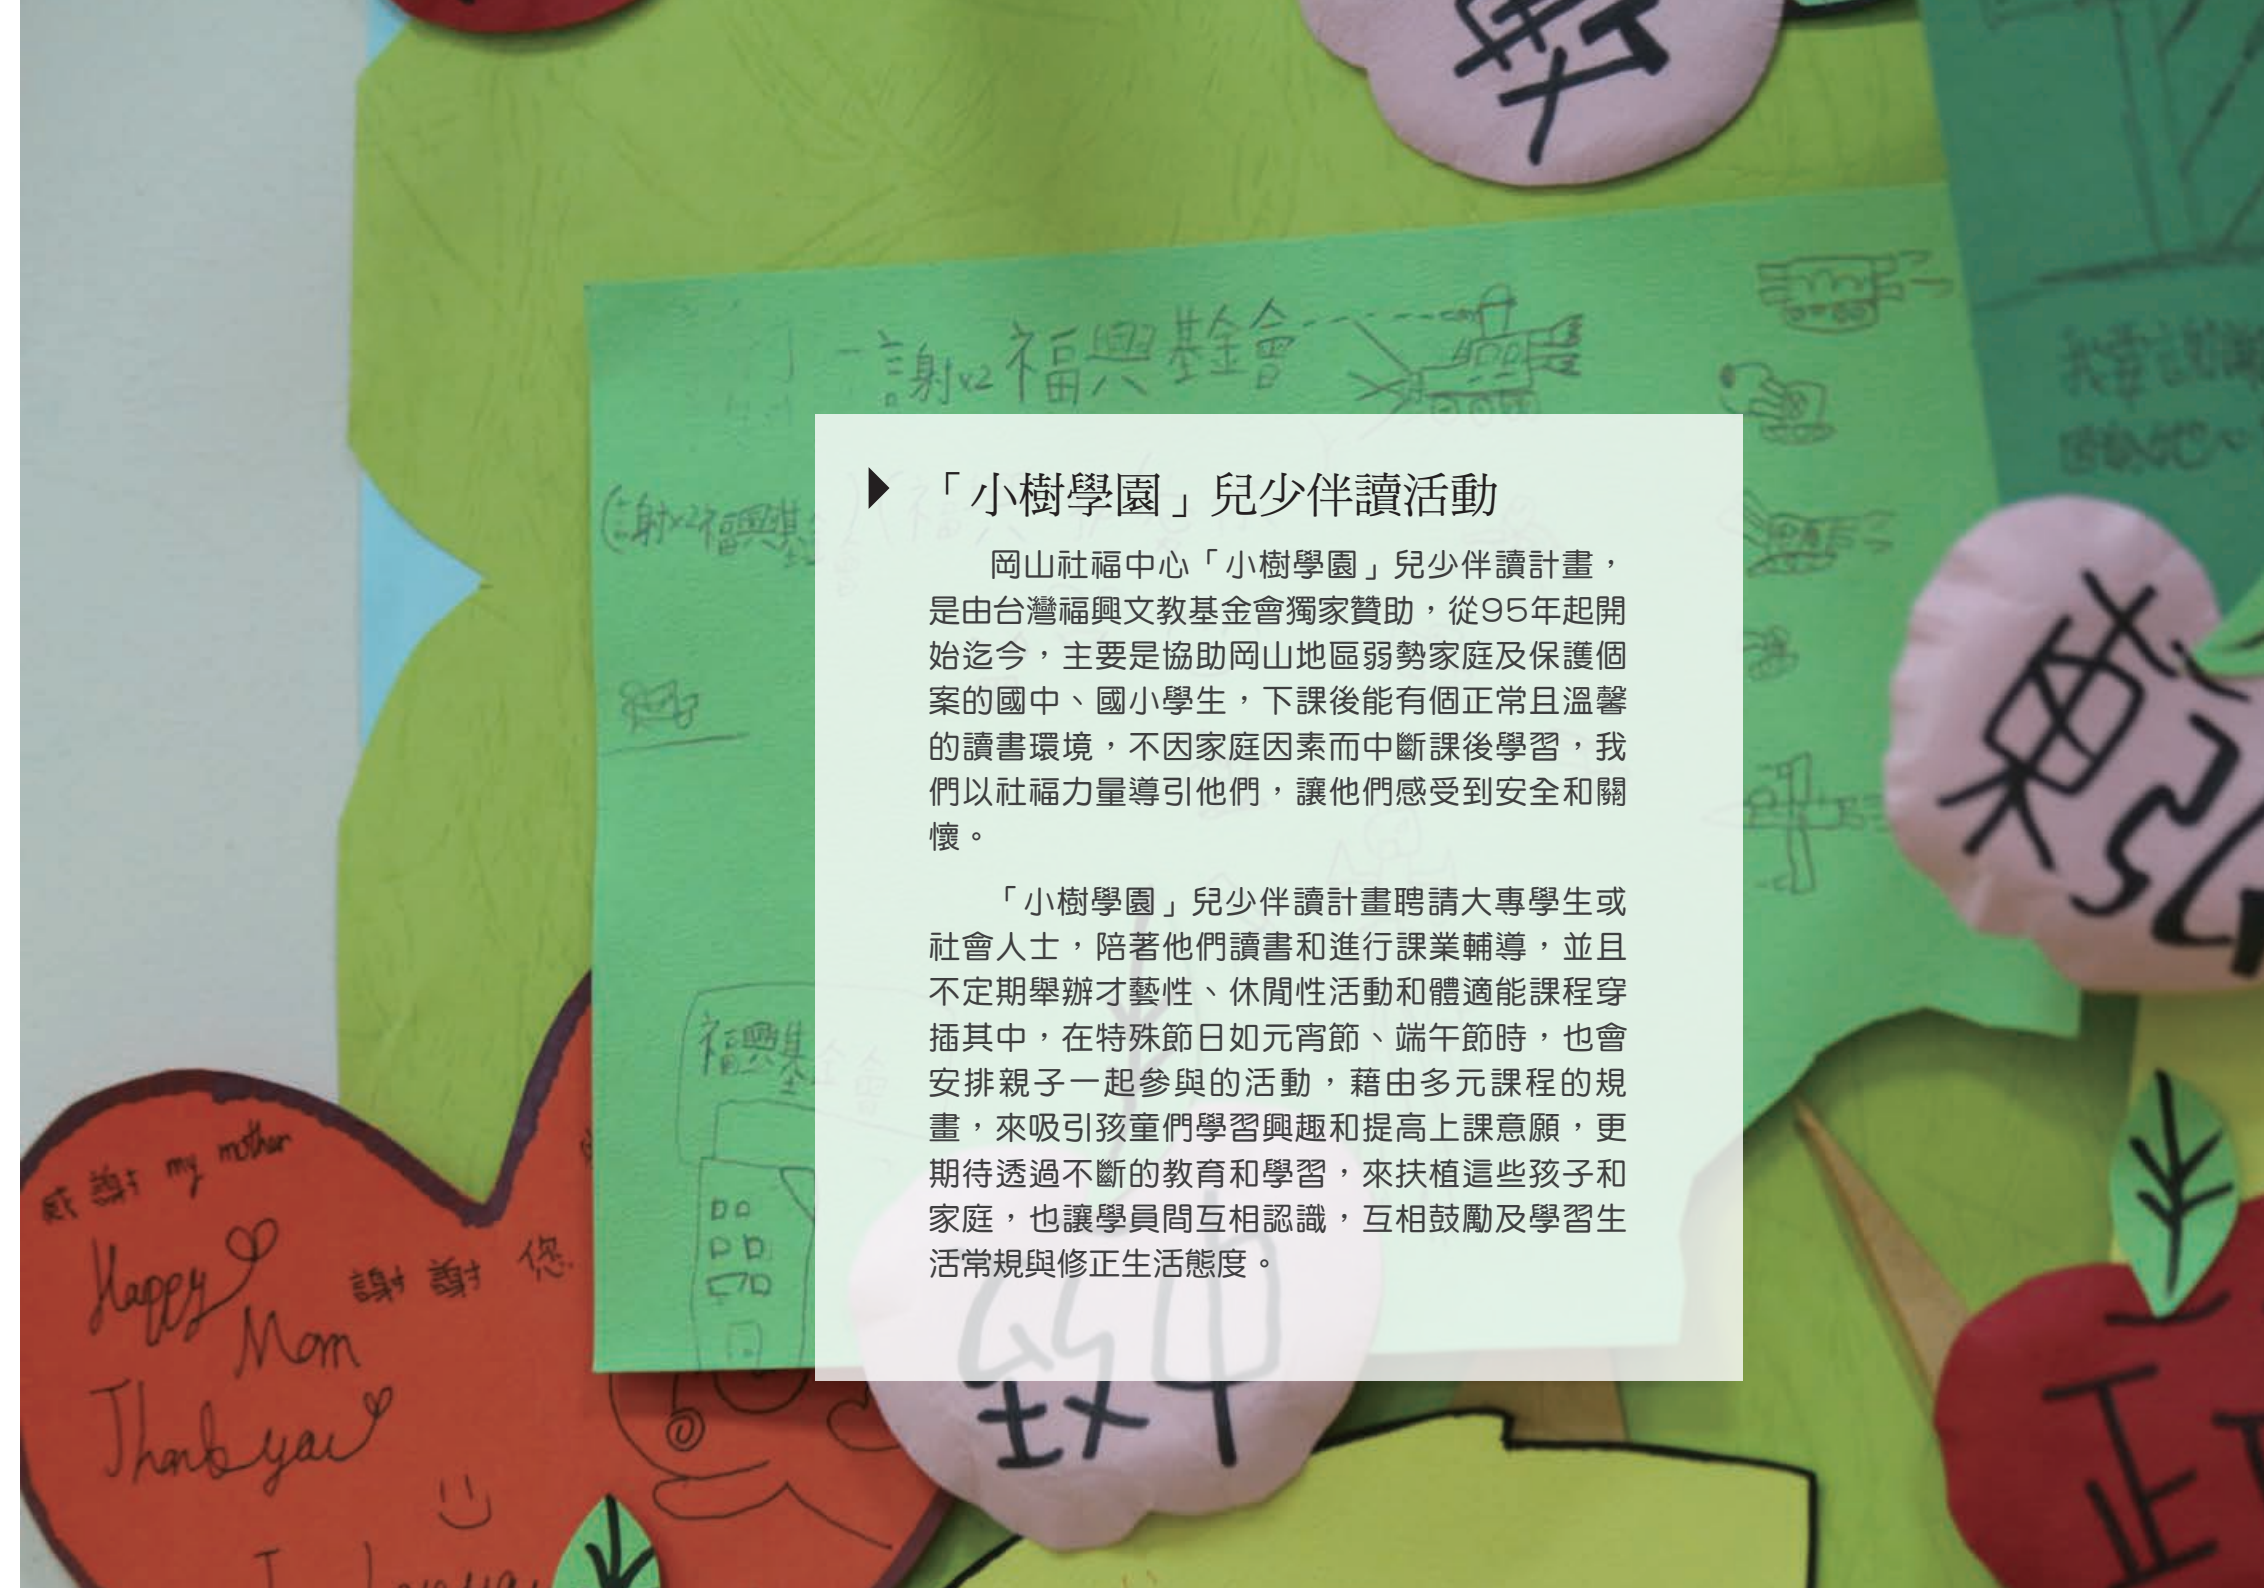 謝x2福興基金會
(謝x2福興基金
「小樹學園」兒少伴讀活動
岡山社福中心「小樹學園」兒少伴讀計畫，
是由台灣福興文教基金會獨家贊助，從95年起開
始迄今，主要是協助岡山地區弱勢家庭及保護個
案的國中、國小學生，下課後能有個正常且溫馨
的讀書環境，不因家庭因素而中斷課後學習，我
們以社福力量導引他們，讓他們感受到安全和關
懷。
「小樹學園」兒少伴讀計畫聘請大專學生或
社會人士，陪著他們讀書和進行課業輔導，並且
不定期舉辦才藝性、休閒性活動和體適能課程穿
插其中，在特殊節日如元宵節、端午節時，也會
安排親子一起參與的活動，藉由多元課程的規
畫，來吸引孩童們學習興趣和提高上課意願，更
期待透過不斷的教育和學習，來扶植這些孩子和
家庭，也讓學員間互相認識，互相鼓勵及學習生
活常規與修正生活態度。
福興基金會
感謝 my mother
Happy
Mom
謝謝您
Thank you
正